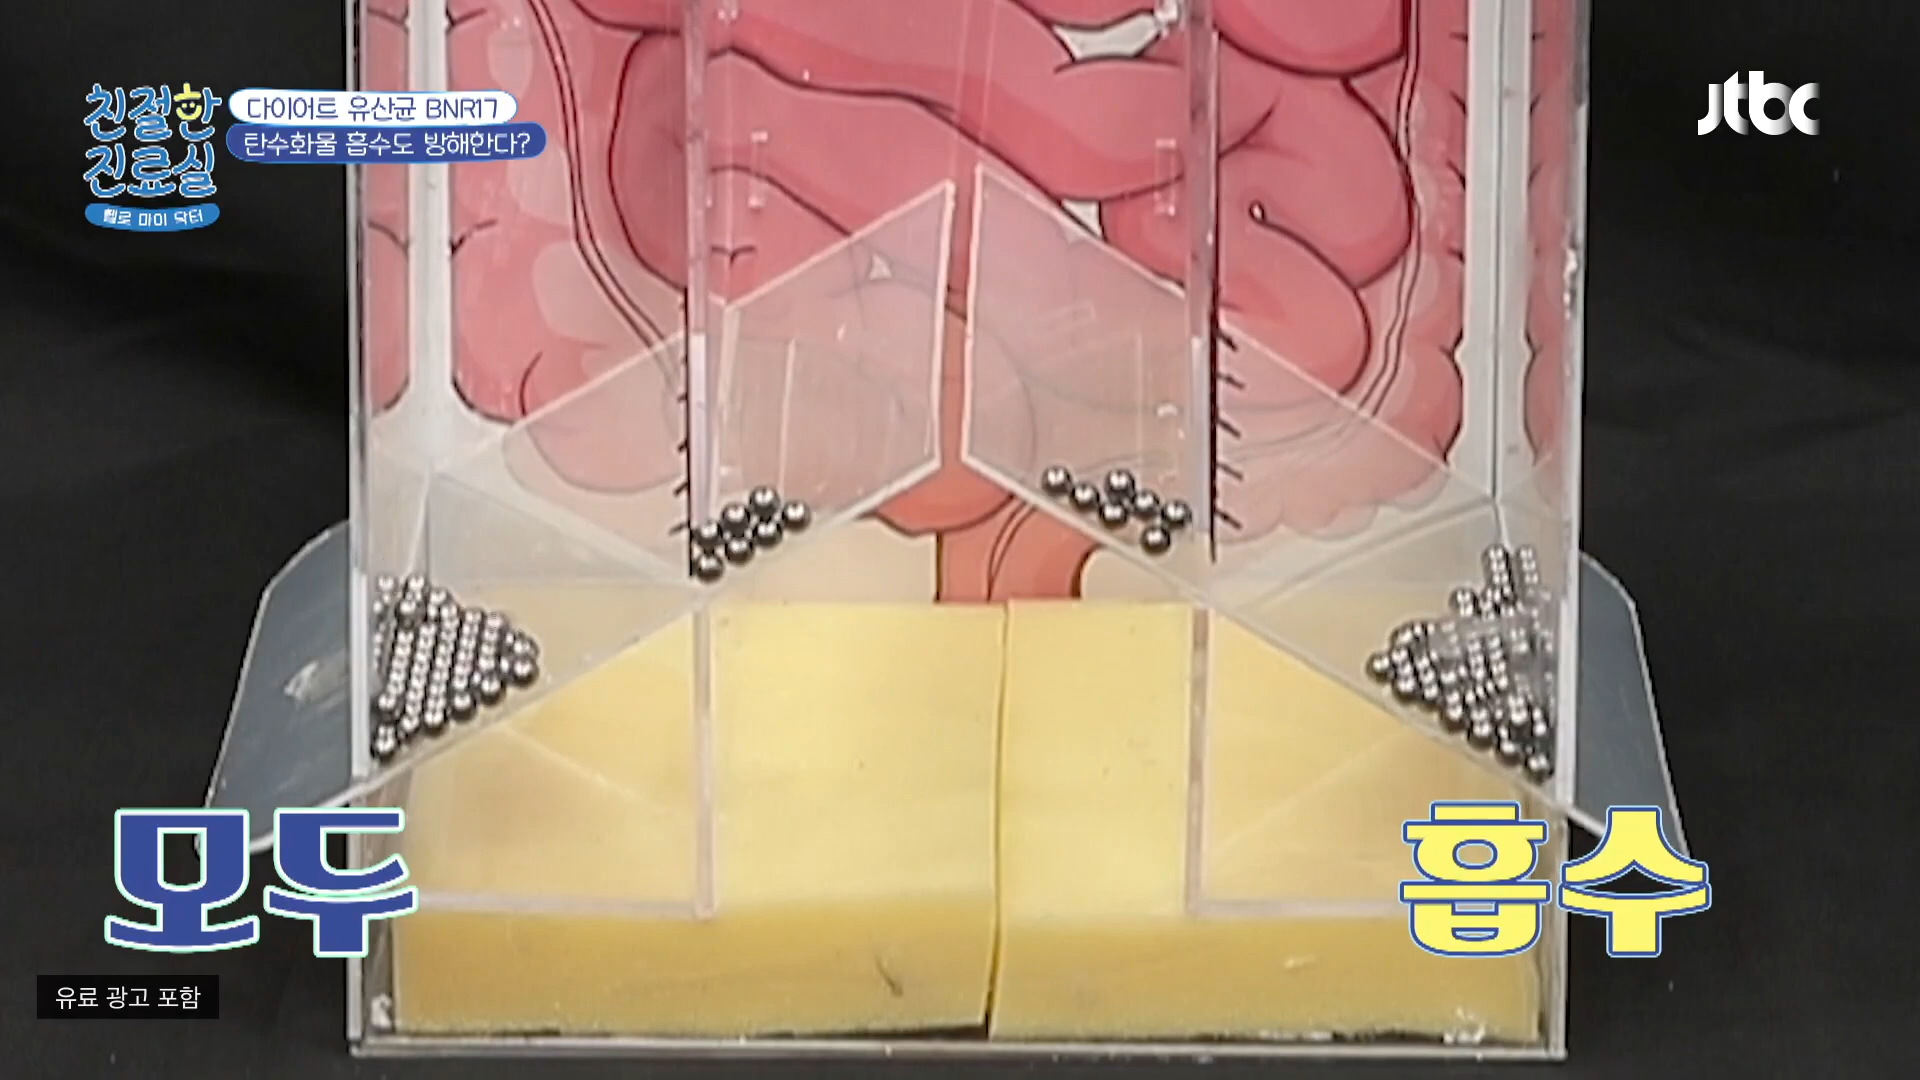 친절한
진료실
헬로 마이 닥터
다이어트 유산균 BNR17
탄수화물 흡수도 방해한다?
jtbc
모두
흡수
유료 광고 포함